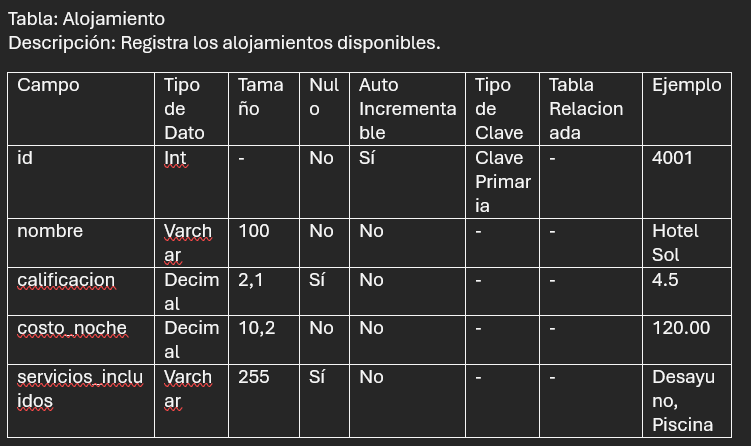 Tabla: Alojamiento
Descripción: Registra los alojamientos disponibles.
Campo Tipo de Dato Tamaño Nulo Auto Incrementable Tipo de Clave Tabla Relacionada Ejemplo
id Int - No Sí Clave Primaria - 4001
nombre Varchar 100 No No - - Hotel Sol
calificacion Decimal 2,1 Sí No - - 4.5
costo_noche Decimal 10,2 No No - - 120.00
servicios_incluidos Varchar 255 Sí No - - Desayuno, Piscina